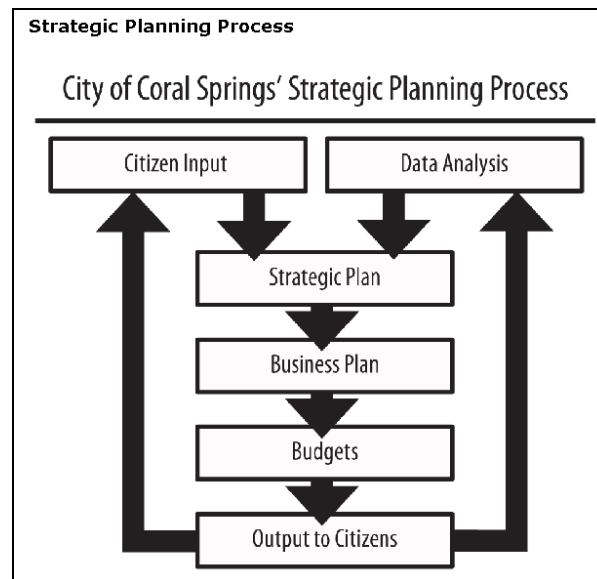 Strategic Planning Process
City of Coral Springs’ Strategic Planning Process
Citizen Input
Data Analysis
Strategic Plan
Business Plan
Budgets
Output to Citizens